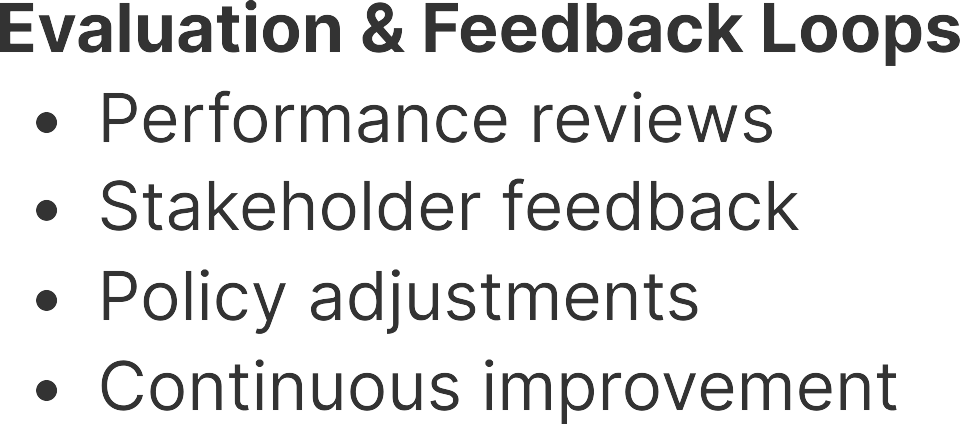 Evaluation & Feedback Loops
• Performance reviews
• Stakeholder feedback
• Policy adjustments
• Continuous improvement